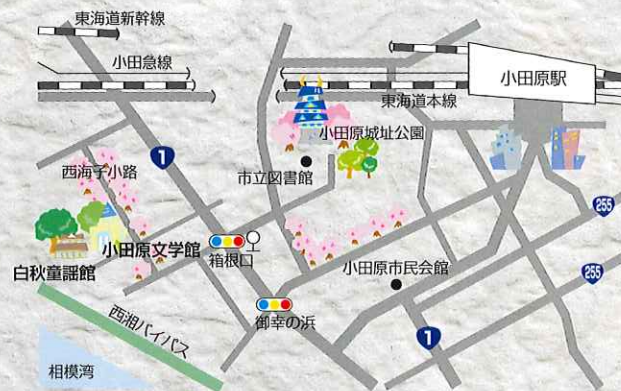 東海道新幹線
小田急線
小田原駅
東海道本線
小田原城址公園
1
西海子小路
市立図書館
255
小田原文学館
箱根口
白秋童謡館
小田原市民会館
255
御幸の浜
西湘バイパス
1
相模湾